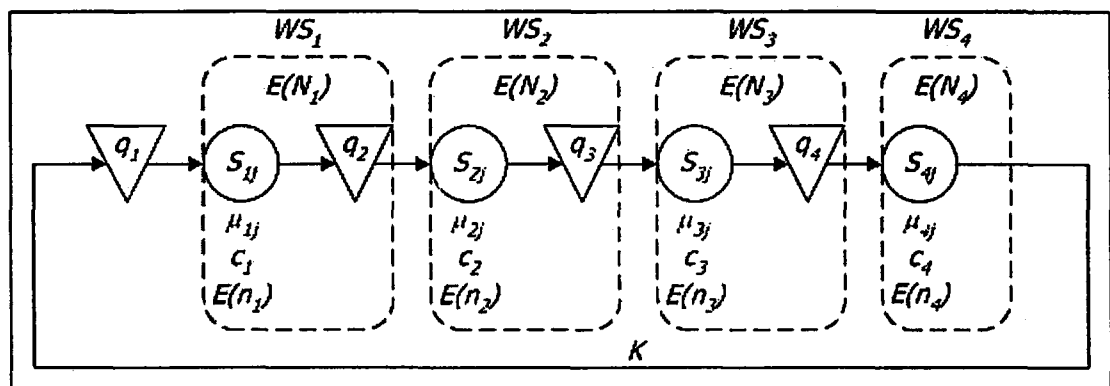 WS₁ WS₂ WS₃ WS₄
E(N₁) E(N₂) E(N₃) E(N₄)
q₁ S₁ⱼ q₂ S₂ⱼ q₃ S₃ⱼ q₄ S₄ⱼ
μ₁ⱼ μ₂ⱼ μ₃ⱼ μ₄ⱼ
c₁ c₂ c₃ c₄
E(n₁) E(n₂) E(n₃) E(n₄)
K